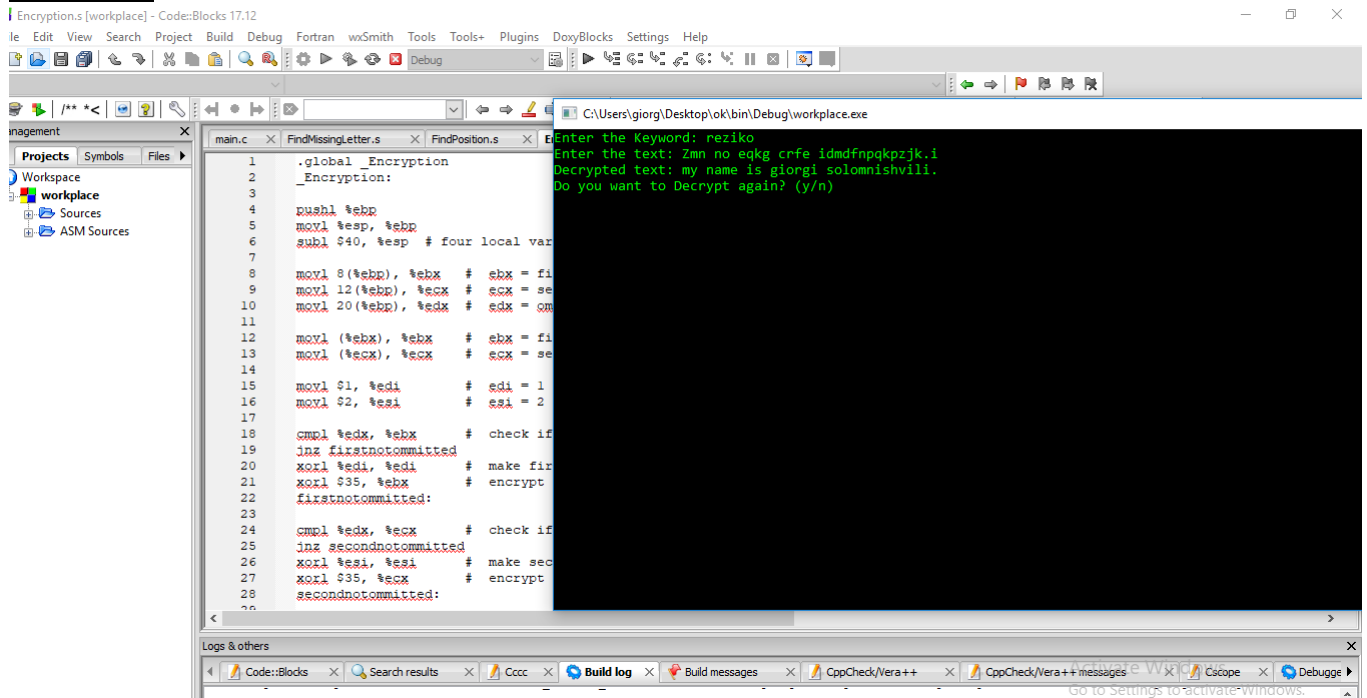 Encryption.s [workplace] - Code::Blocks 17.12
Edit View Search Project Build Debug Fortran wxSmith Tools Tools+ Plugins DoxyBlocks Settings Help
Debug
/** *<
anagement
main.c FindMissingLetter.s FindPosition.s
Projects Symbols Files
Workspace
workplace
Sources
ASM Sources
1 .global _Encryption
2 _Encryption:
3
4 pushl %ebp
5 movl %esp, %ebp
6 subl $40, %esp # four local var
7
8 movl 8(%ebp), %ebx # ebx = fi
9 movl 12(%ebp), %ecx # ecx = se
10 movl 20(%ebp), %edx # edx = om
11
12 movl (%ebx), %ebx # ebx = fi
13 movl (%ecx), %ecx # ecx = se
14
15 movl $1, %edi # edi = 1
16 movl $2, %esi # esi = 2
17
18 cmpl %edx, %ebx # check if
19 jnz firstnotommitted
20 xorl %edi, %edi # make fir
21 xorl $35, %ebx # encrypt
22 firstnotommitted:
23
24 cmpl %edx, %ecx # check if
25 jnz secondnotommitted
26 xorl %esi, %esi # make sec
27 xorl $35, %ecx # encrypt
28 secondnotommitted:
C:\Users\giorg\Desktop\ok\bin\Debug\workplace.exe
Enter the Keyword: reziko
Enter the text: Zmn no eqkg crfe idmdfnpqkpzjk.i
Decrypted text: my name is giorgi solomnishvili.
Do you want to Decrypt again? (y/n)
Logs & others
Code::Blocks Search results Cccc Build log Build messages CppCheck/Vera++ CppCheck/Vera++ messages Cscope Debugge
Activate Windows
Go to Settings to activate Windows.